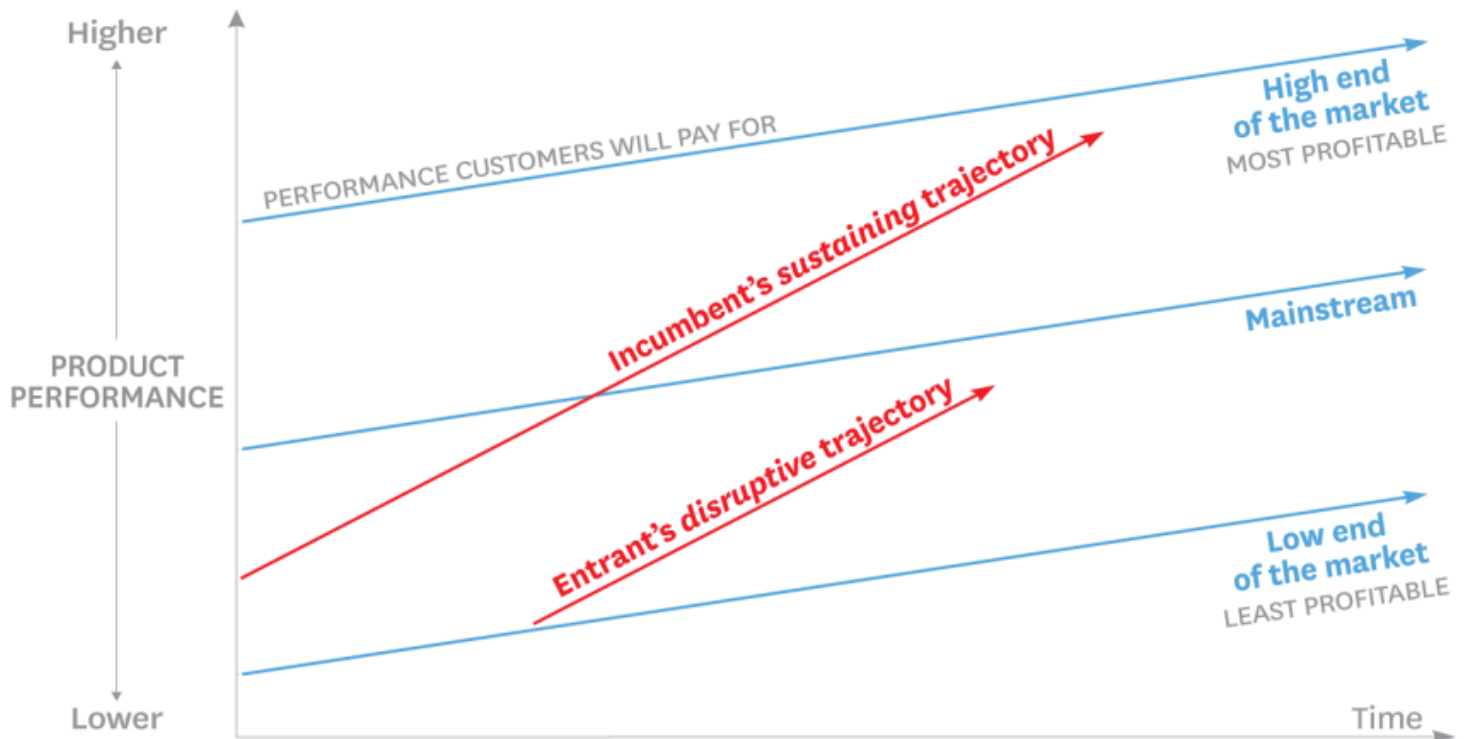 Higher
PERFORMANCE CUSTOMERS WILL PAY FOR
High end
of the market
MOST PROFITABLE
Incumbent's sustaining trajectory
Mainstream
PRODUCT
PERFORMANCE
Entrant's disruptive trajectory
Low end
of the market
LEAST PROFITABLE
Lower
Time